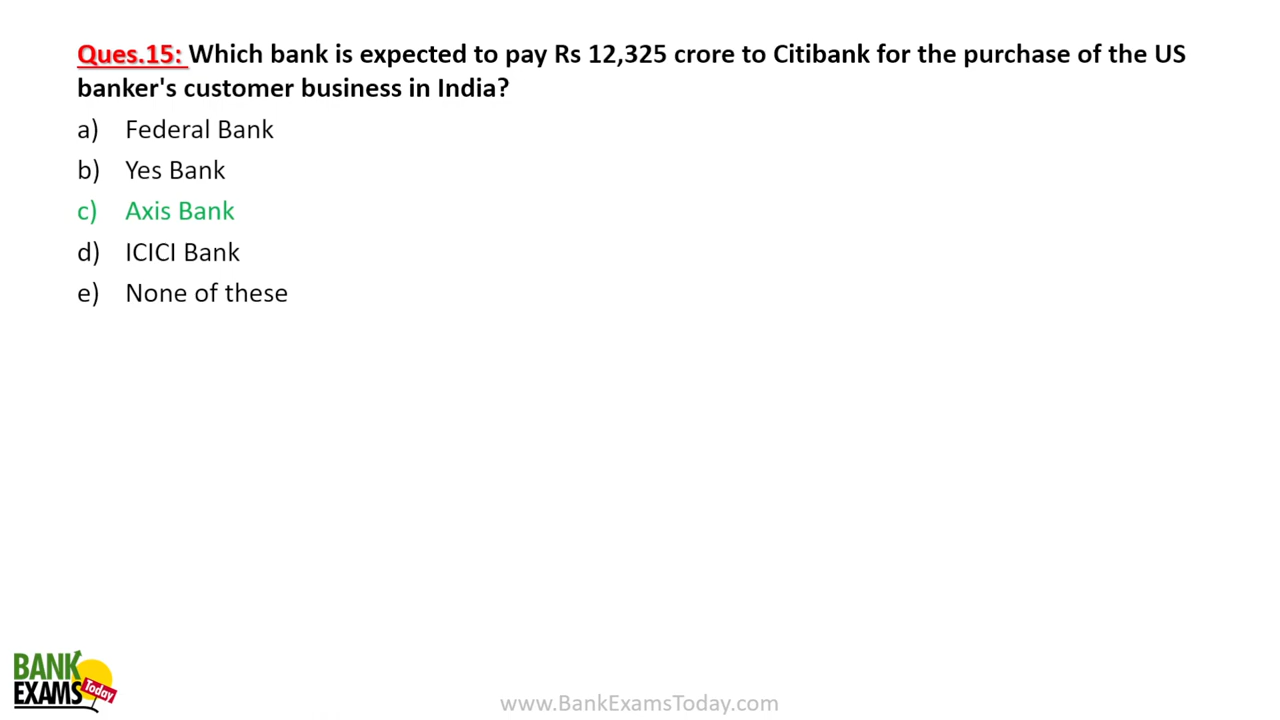 Ques.15: Which bank is expected to pay Rs 12,325 crore to Citibank for the purchase of the US
banker's customer business in India?
a) Federal Bank
b) Yes Bank
c) Axis Bank
d) ICICI Bank
e) None of these
BANK
EXAMS Today
www.BankExamsToday.com